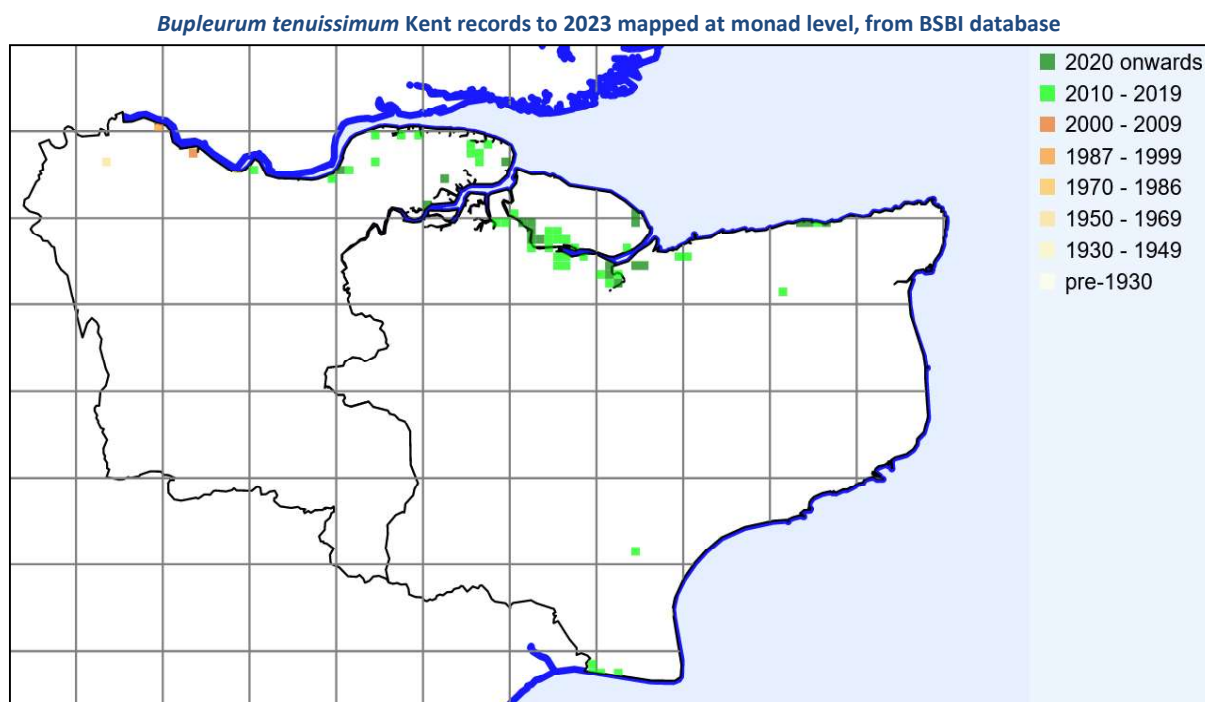 Bupleurum tenuissimum Kent records to 2023 mapped at monad level, from BSBI database
2020 onwards
2010 - 2019
2000 - 2009
1987 - 1999
1970 - 1986
1950 - 1969
1930 - 1949
pre-1930